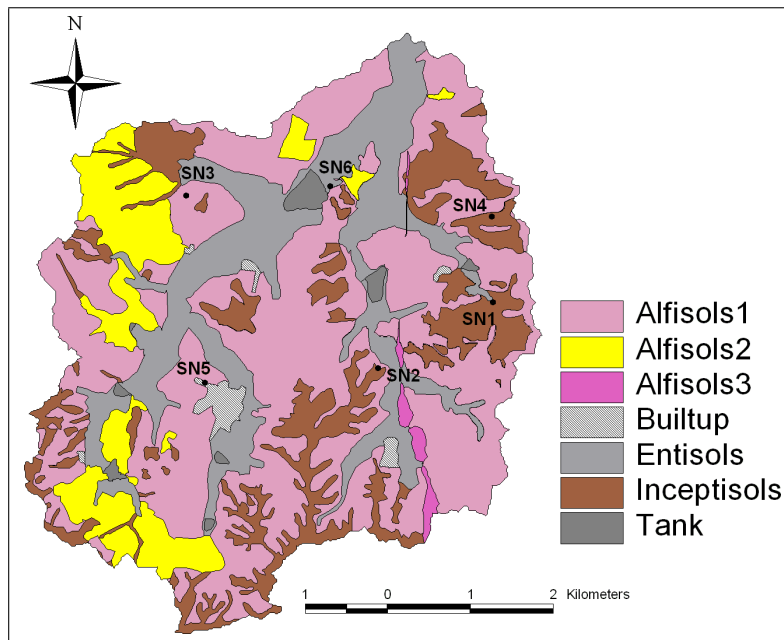 N
SN6
SN3
SN4
SN1
SN2
SN5
Alfisols1
Alfisols2
Alfisols3
Builtup
Entisols
Inceptisols
Tank
1 0 1 2 Kilometers